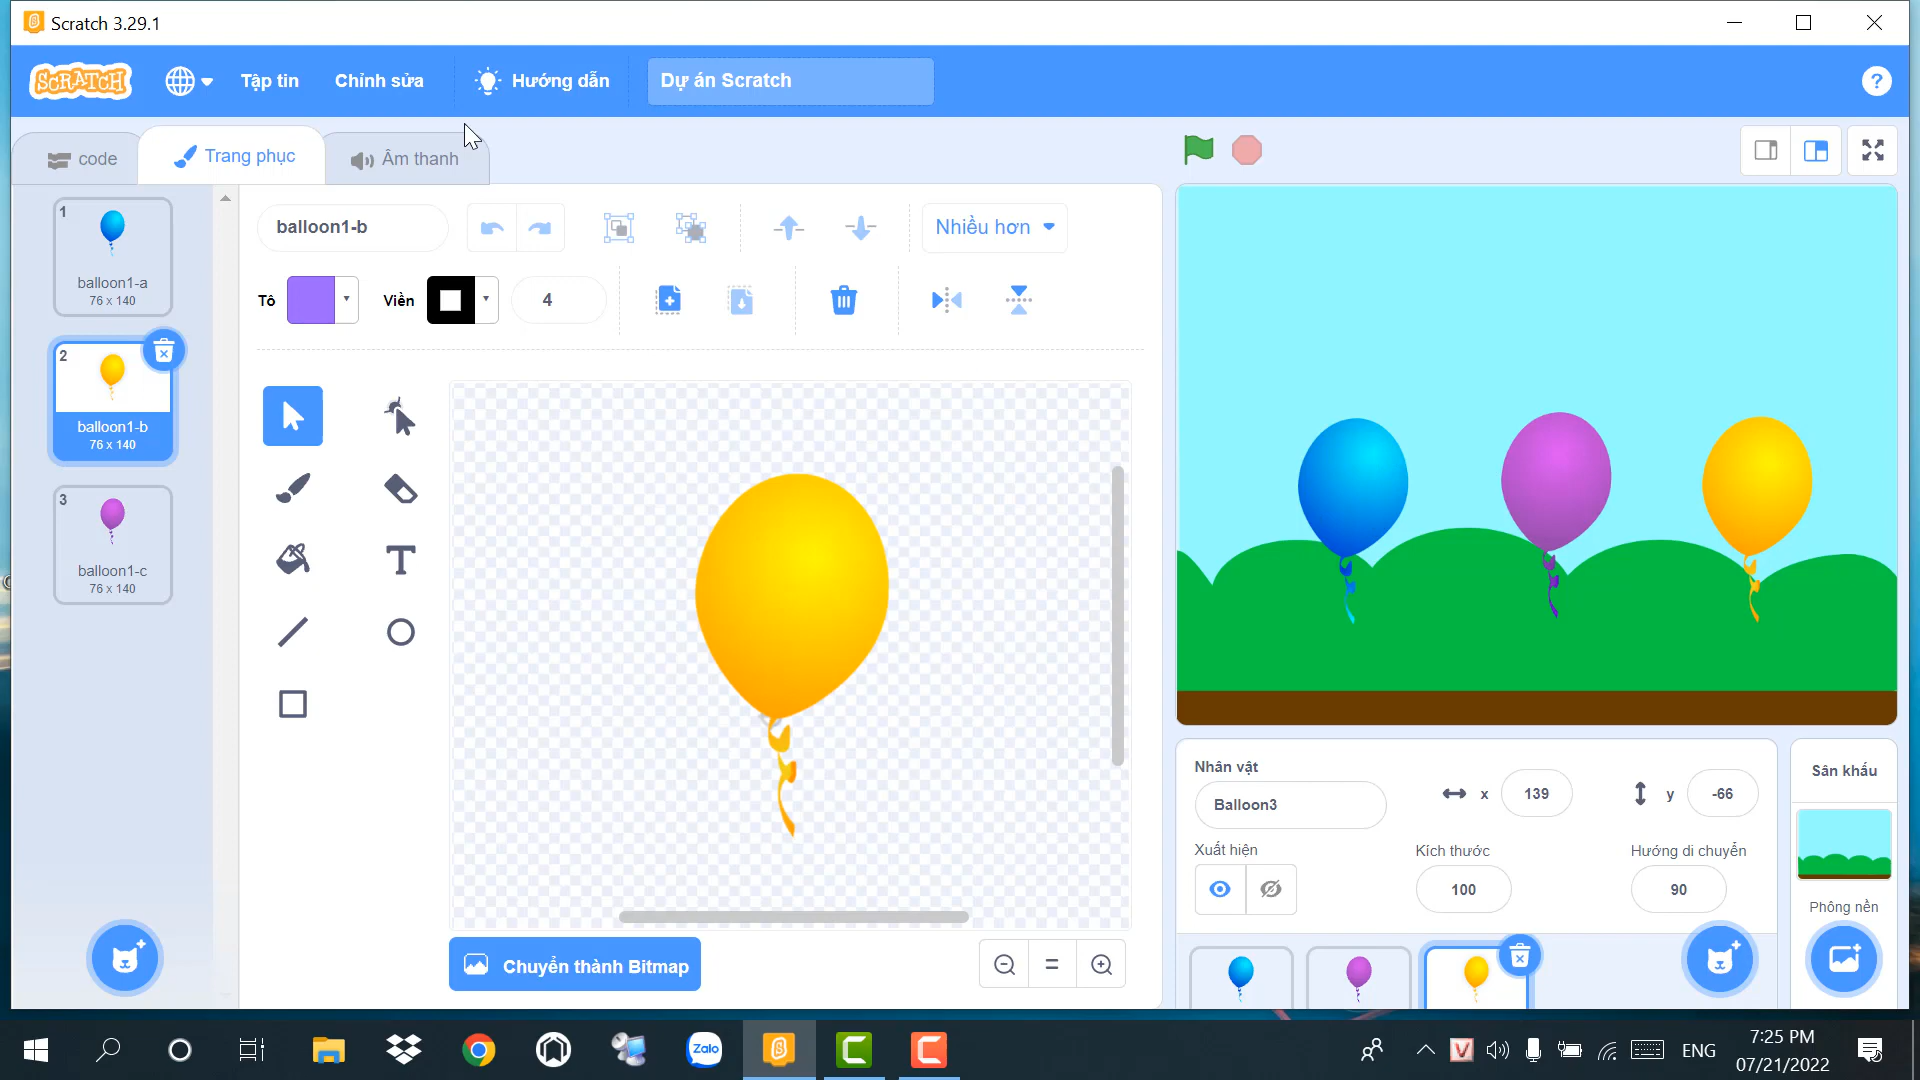 Scratch 3.29.1
SCRATCH
Tập tin
Chỉnh sửa
Hướng dẫn
Dự án Scratch
?
code
Trang phục
Âm thanh
1
balloon1-a
76 x 140
2
balloon1-b
76 x 140
3
balloon1-c
76 x 140
balloon1-b
Nhiều hơn
Tô
Viền
4
T
Chuyển thành Bitmap
Nhân vật
Balloon3
x
139
y
-66
Xuất hiện
Kích thước
100
Hướng di chuyển
90
Sân khấu
Phông nền
Zalo
ENG
7:25 PM
07/21/2022